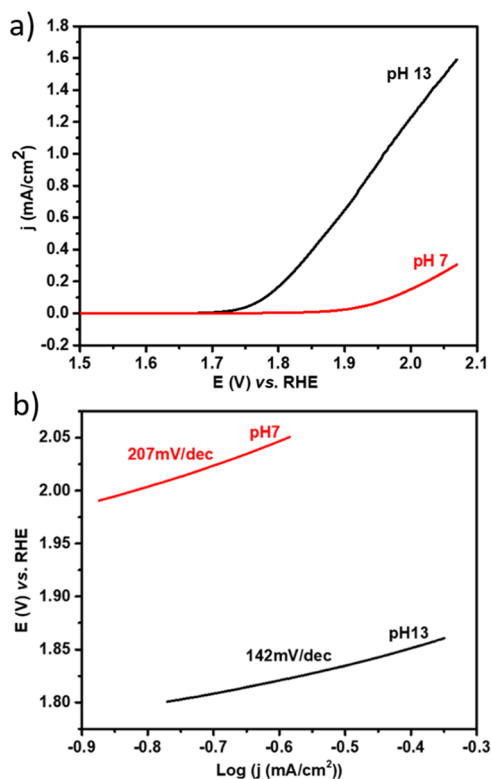 a)
1.8
1.6
1.4
1.2
1.0
0.8
0.6
0.4
0.2
0.0
-0.2
j (mA/cm2)
pH 13
pH 7
1.5 1.6 1.7 1.8 1.9 2.0 2.1
E (V) vs. RHE
b)
2.05
2.00
1.95
1.90
1.85
1.80
E (V) vs. RHE
pH7
207mV/dec
pH13
142mV/dec
-0.9 -0.8 -0.7 -0.6 -0.5 -0.4 -0.3
Log (j (mA/cm2))